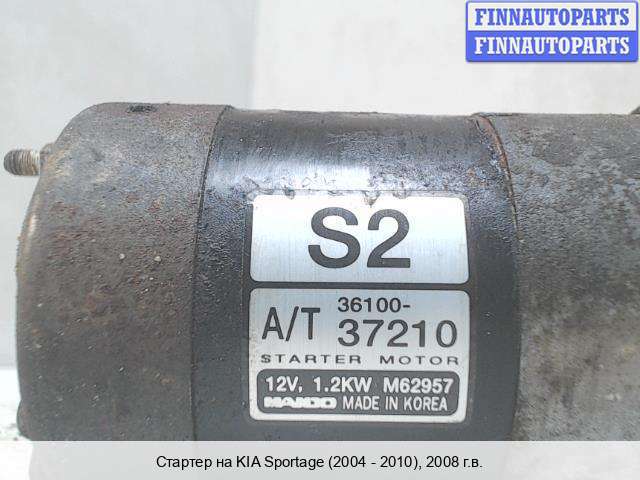 FINNAUTOPARTS
FINNAUTOPARTS
S2
A/T 36100-
37210
STARTER MOTOR
12V, 1.2KW M62957
MANDO MADE IN KOREA
Стартер на KIA Sportage (2004 - 2010), 2008 г.в.